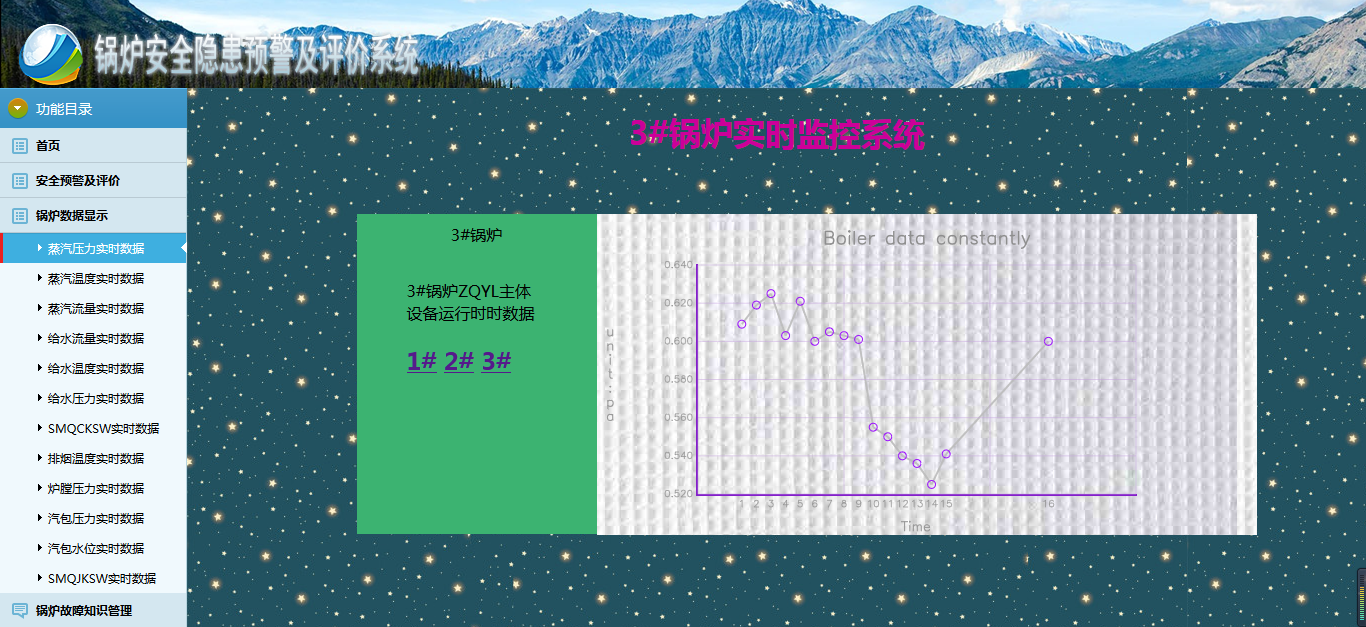 锅炉安全隐患预警及评价系统
功能目录
首页
安全预警及评价
锅炉数据显示
蒸汽压力实时数据
蒸汽温度实时数据
蒸汽流量实时数据
给水流量实时数据
给水温度实时数据
给水压力实时数据
SMQCKSW实时数据
排烟温度实时数据
炉膛压力实时数据
汽包压力实时数据
汽包水位实时数据
SMQJKSW实时数据
锅炉故障知识管理
3#锅炉实时监控系统
3#锅炉
3#锅炉ZQYL主体
设备运行时时数据
1# 2# 3#
Boiler data constantly
unit:pa
0.640
0.620
0.600
0.580
0.560
0.540
0.520
1 2 3 4 5 6 7 8 9 10 11 12 13 14 15 16
Time